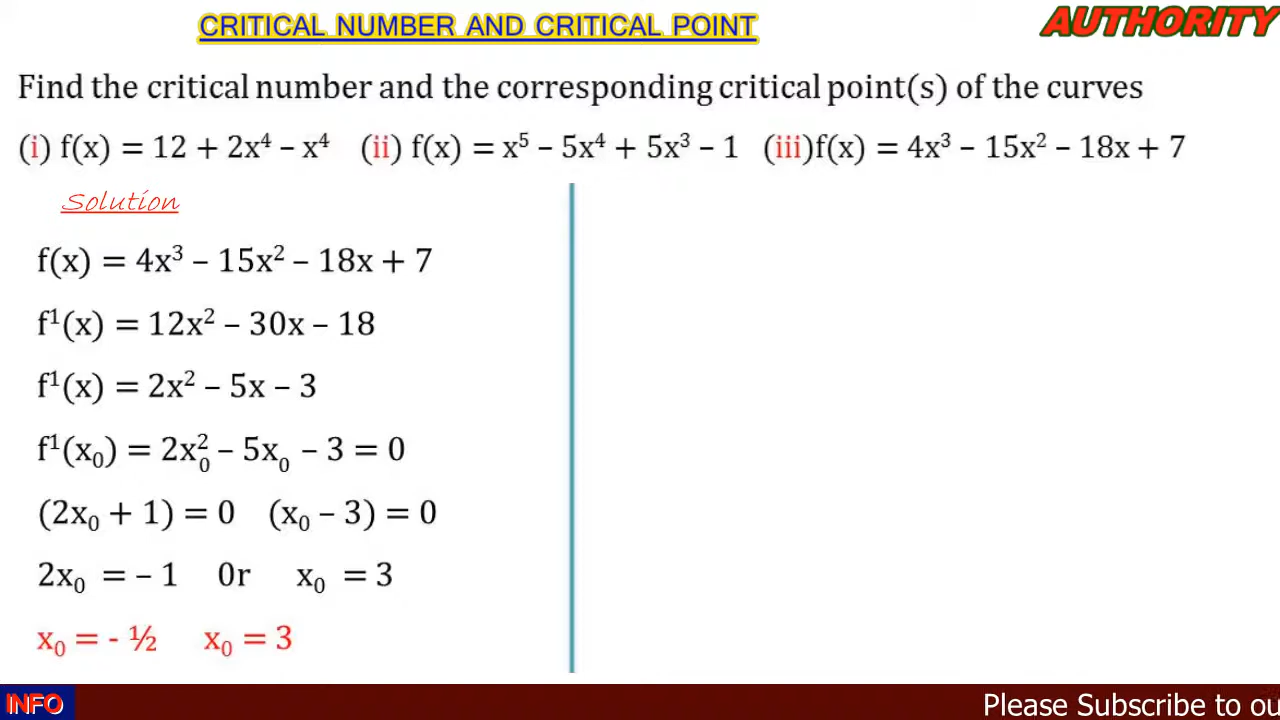 CRITICAL NUMBER AND CRITICAL POINT
AUTHORITY
Find the critical number and the corresponding critical point(s) of the curves
(i) f(x) = 12 + 2x⁴ – x⁴ (ii) f(x) = x⁵ – 5x⁴ + 5x³ – 1 (iii)f(x) = 4x³ – 15x² – 18x + 7
Solution
f(x) = 4x³ – 15x² – 18x + 7
f¹(x) = 12x² – 30x – 18
f¹(x) = 2x² – 5x – 3
f¹(x₀) = 2x₀² – 5x₀ – 3 = 0
(2x₀ + 1) = 0 (x₀ – 3) = 0
2x₀ = – 1 0r x₀ = 3
x₀ = - ½ x₀ = 3
INFO
Please Subscribe to ou